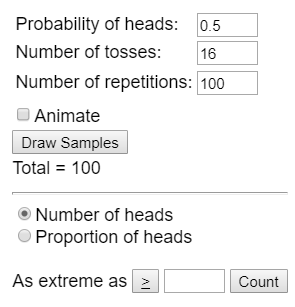 Probability of heads: 0.5
Number of tosses: 16
Number of repetitions: 100
Animate
Draw Samples
Total = 100
Number of heads
Proportion of heads
As extreme as ≥ Count